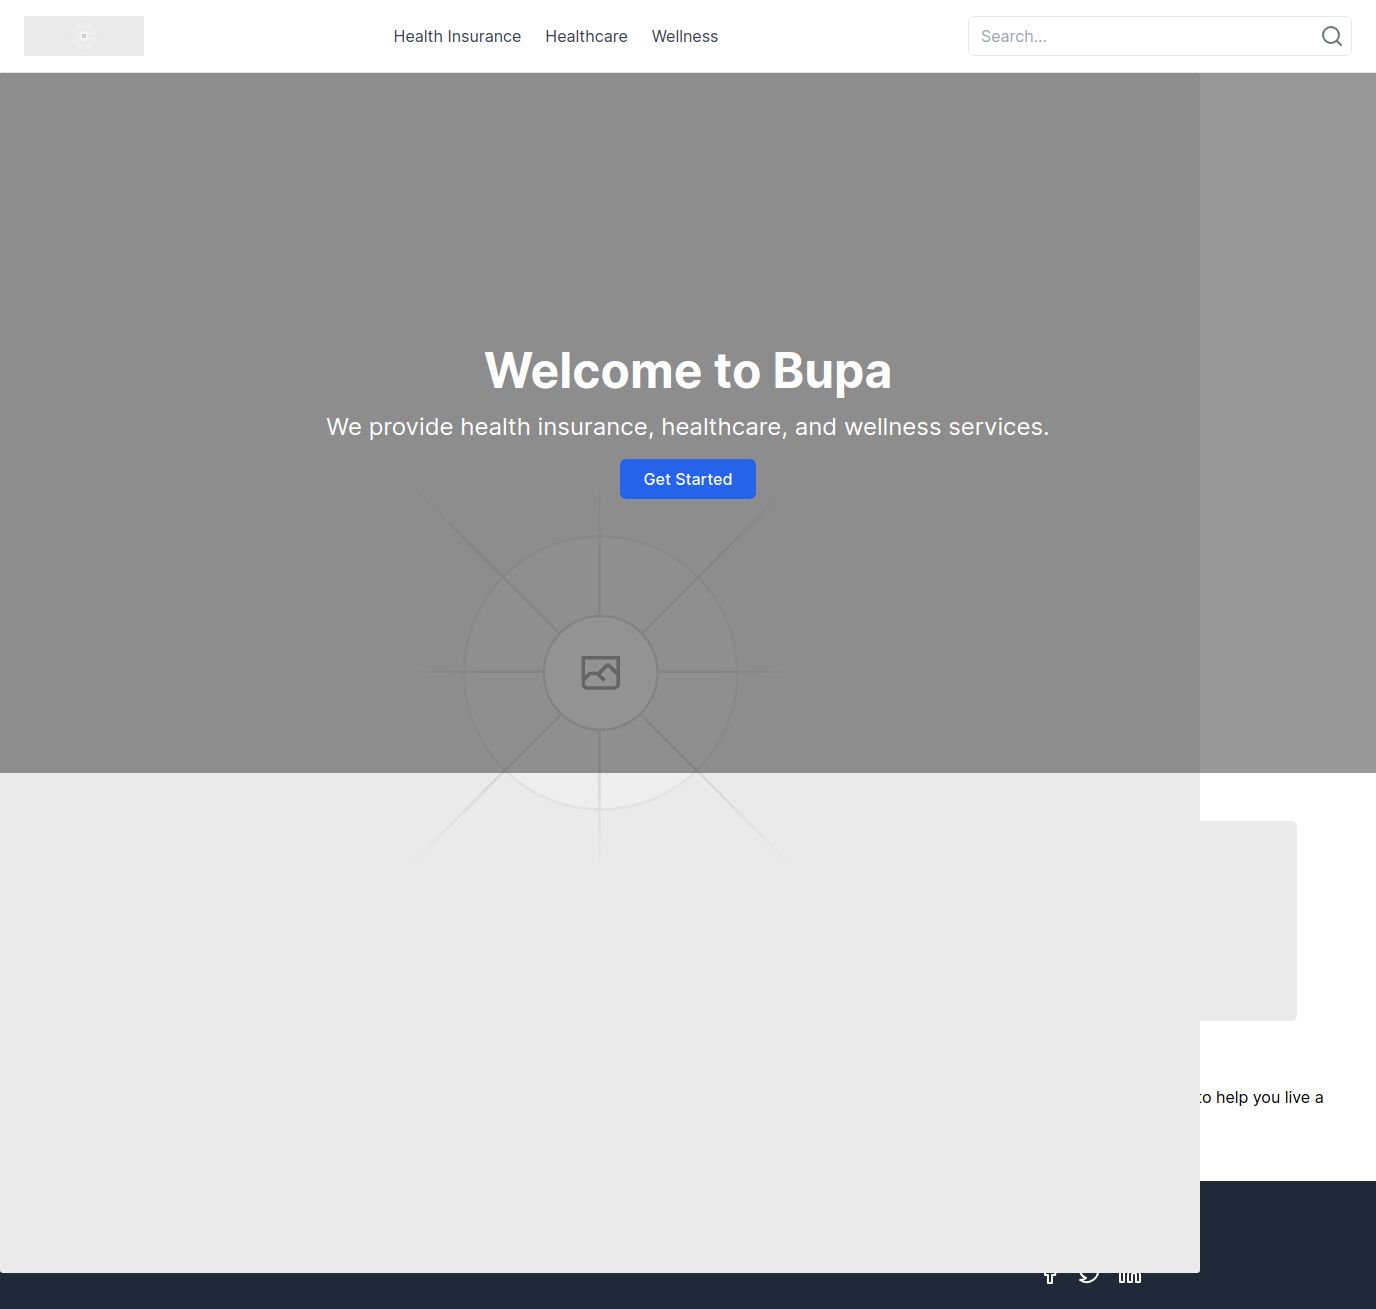 Health Insurance Healthcare Wellness Search...
Welcome to Bupa
We provide health insurance, healthcare, and wellness services.
Get Started
to help you live a